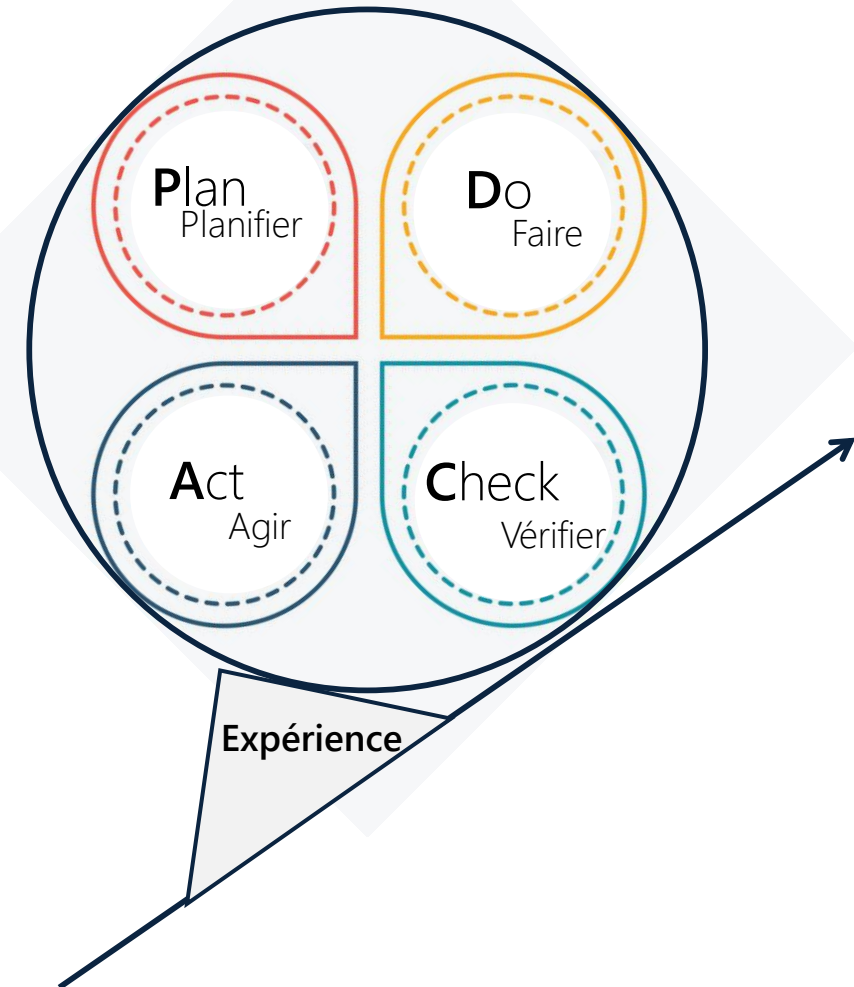 Plan
Planifier
Do
Faire
Act
Agir
Check
Vérifier
Expérience